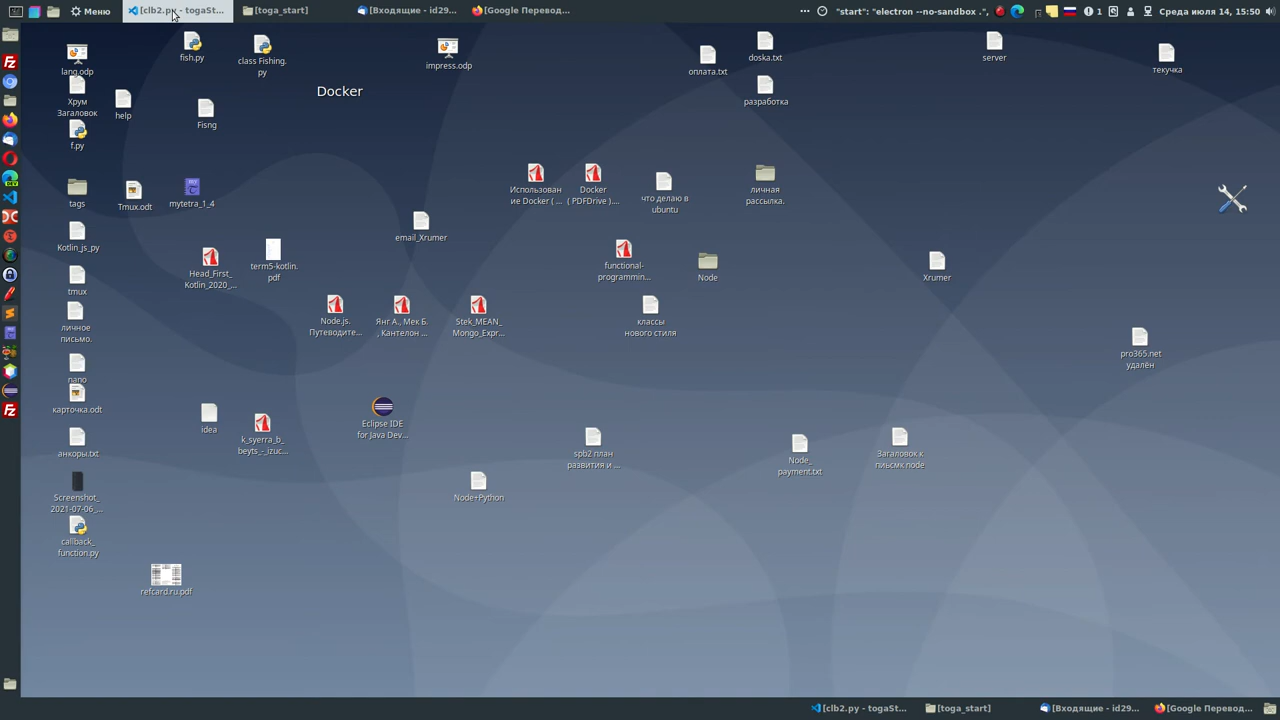 Меню
[clb2.py - togaSt...
[toga_start]
[Входящие - id29...
[Google Перевод...
"start": "electron --no-sandbox .",
1
Среда июля 14, 15:50
lang.odp
fish.py
class Fishing.
py
impress.odp
оплата.txt
doska.txt
server
текучка
Хрум
Заголовок
help
Fisng
Docker
разработка
f.py
tags
Tmux.odt
mytetra_1_4
Использован
ие Docker ( ...
Docker
( PDFDrive )....
что делаю в
ubuntu
личная
рассылка.
Kotlin_js_py
email_Xrumer
Head_First_
Kotlin_2020_...
term5-kotlin.
pdf
functional-
programmin...
Node
Xrumer
tmux
личное
письмо.
Node.js.
Путеводите...
Янг А., Мек Б.
, Кантелон ...
Stek_MEAN_
Mongo_Expr...
классы
нового стиля
pro365.net
удалён
nano
карточка.odt
idea
k_syerra_b_
beyts_-_izuc...
Eclipse IDE
for Java Dev...
анкоры.txt
spb2 план
развития и ...
Node_
payment.txt
Заголовок к
пиьсмк node
Screenshot_
2021-07-06_...
Node+Python
callback_
function.py
refcard.ru.pdf
[clb2.py - togaSt...
[toga_start]
[Входящие - id29...
[Google Перевод...